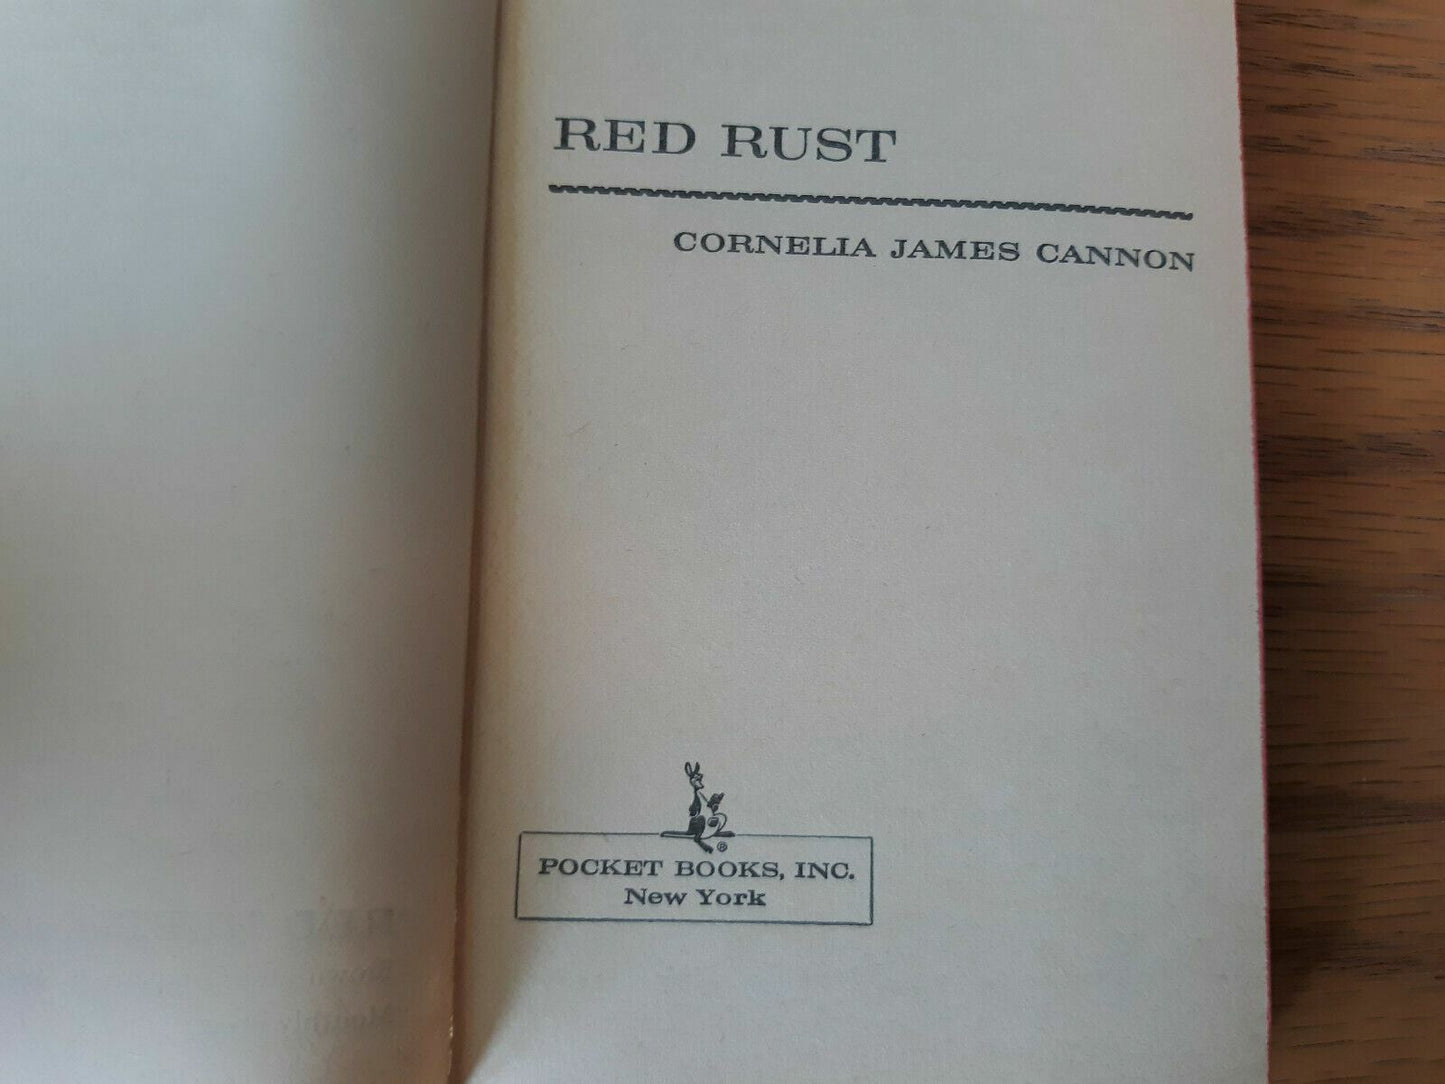 RED RUST
CORNELIA JAMES CANNON
®
POCKET BOOKS, INC.
New York